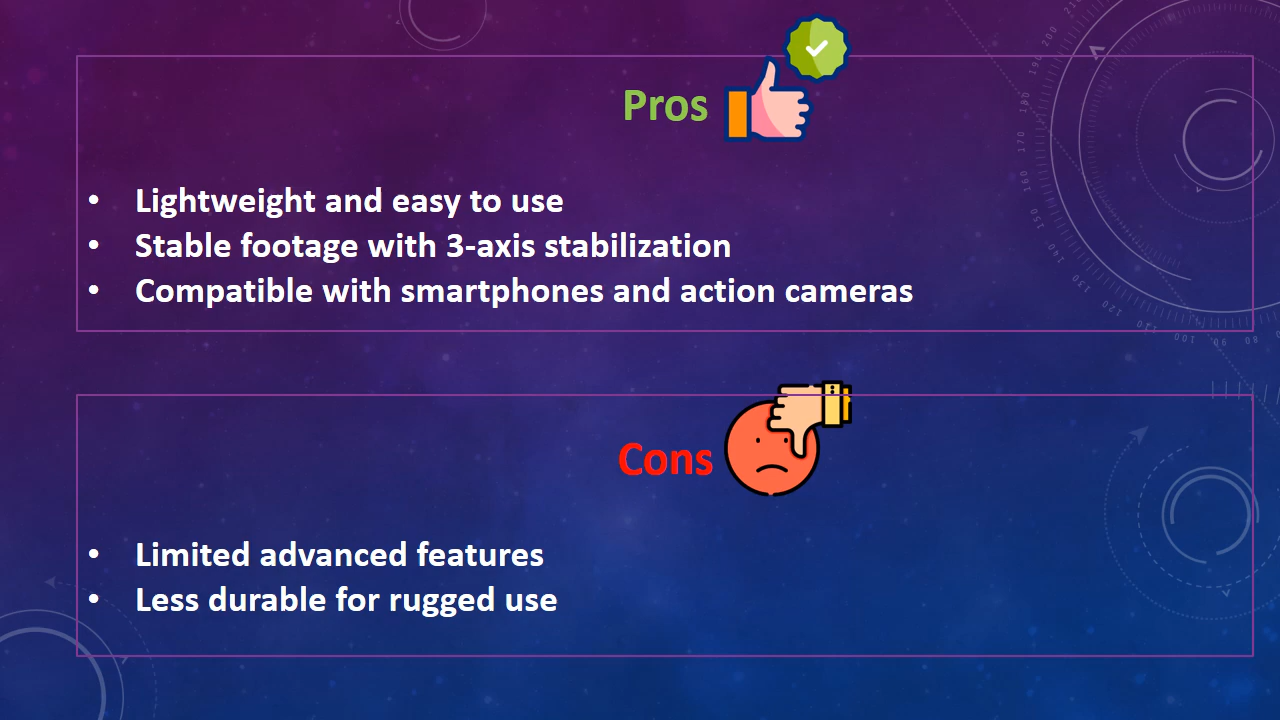 Pros
• Lightweight and easy to use
• Stable footage with 3-axis stabilization
• Compatible with smartphones and action cameras
Cons
• Limited advanced features
• Less durable for rugged use